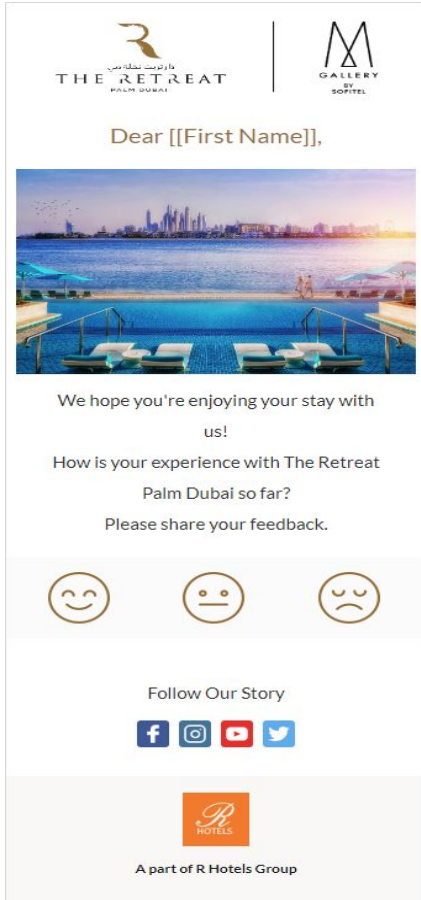 THE RETREAT
PALM DUBAI
M
GALLERY
BY
SOFITEL
Dear [[First Name]],
We hope you're enjoying your stay with
us!
How is your experience with The Retreat
Palm Dubai so far?
Please share your feedback.
Follow Our Story
R
HOTELS
A part of R Hotels Group